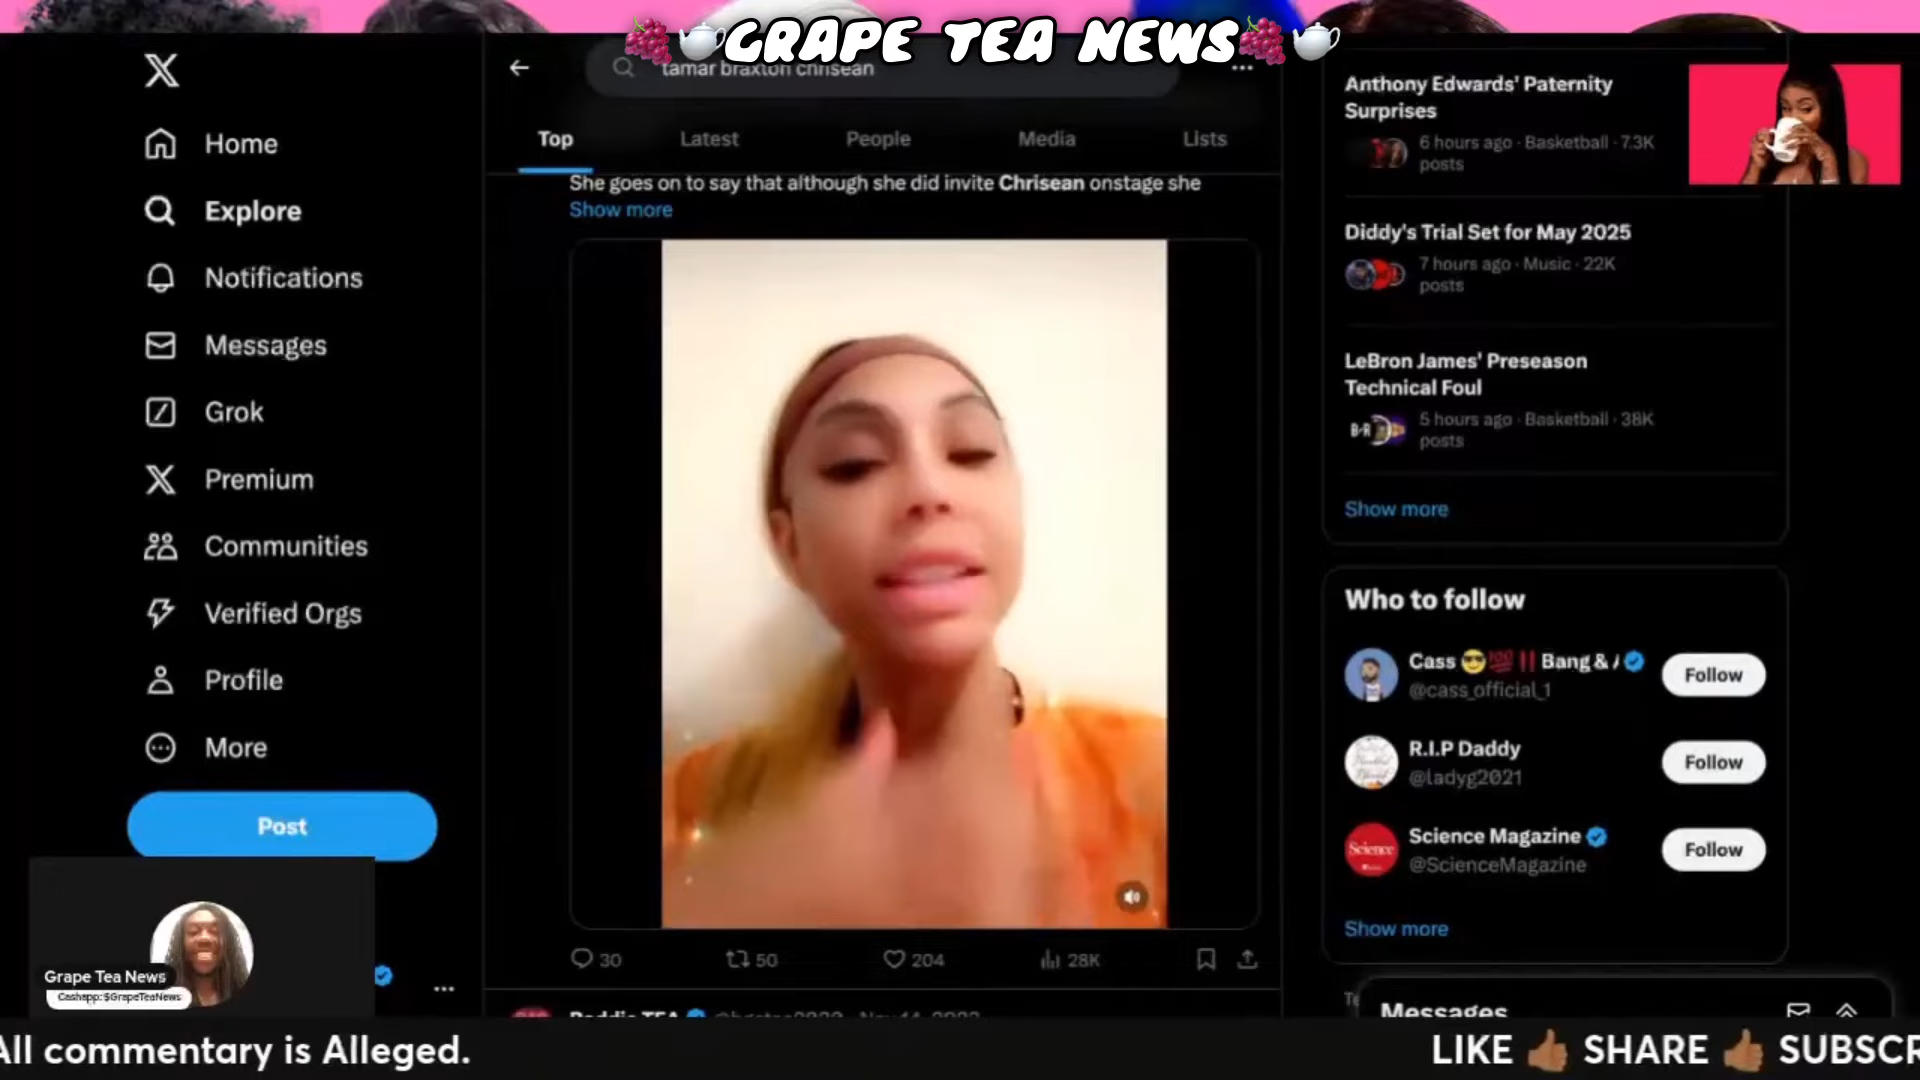 🍇🫖GRAPE TEA NEWS🍇🫖
tamar braxton chrisean
Home
Explore
Notifications
Messages
Grok
Premium
Communities
Verified Orgs
Profile
More
Post
Top
Latest
People
Media
Lists
She goes on to say that although she did invite Chrisean onstage she
Show more
30
50
204
28K
Nov 14, 2023
Anthony Edwards' Paternity
Surprises
6 hours ago · Basketball · 7.3K
posts
Diddy's Trial Set for May 2025
7 hours ago · Music · 22K
posts
LeBron James' Preseason
Technical Foul
B/R
5 hours ago · Basketball · 38K
posts
Show more
Who to follow
Cass 😎💯‼️ Bang &
@cass_official_1
Follow
R.I.P Daddy
@ladyg2021
Follow
Science
Science Magazine
@ScienceMagazine
Follow
Show more
Messages
Grape Tea News
Cashapp: $GrapeTeaNews
All commentary is Alleged.
LIKE 👍🏾 SHARE 👍🏾 SUBSCR